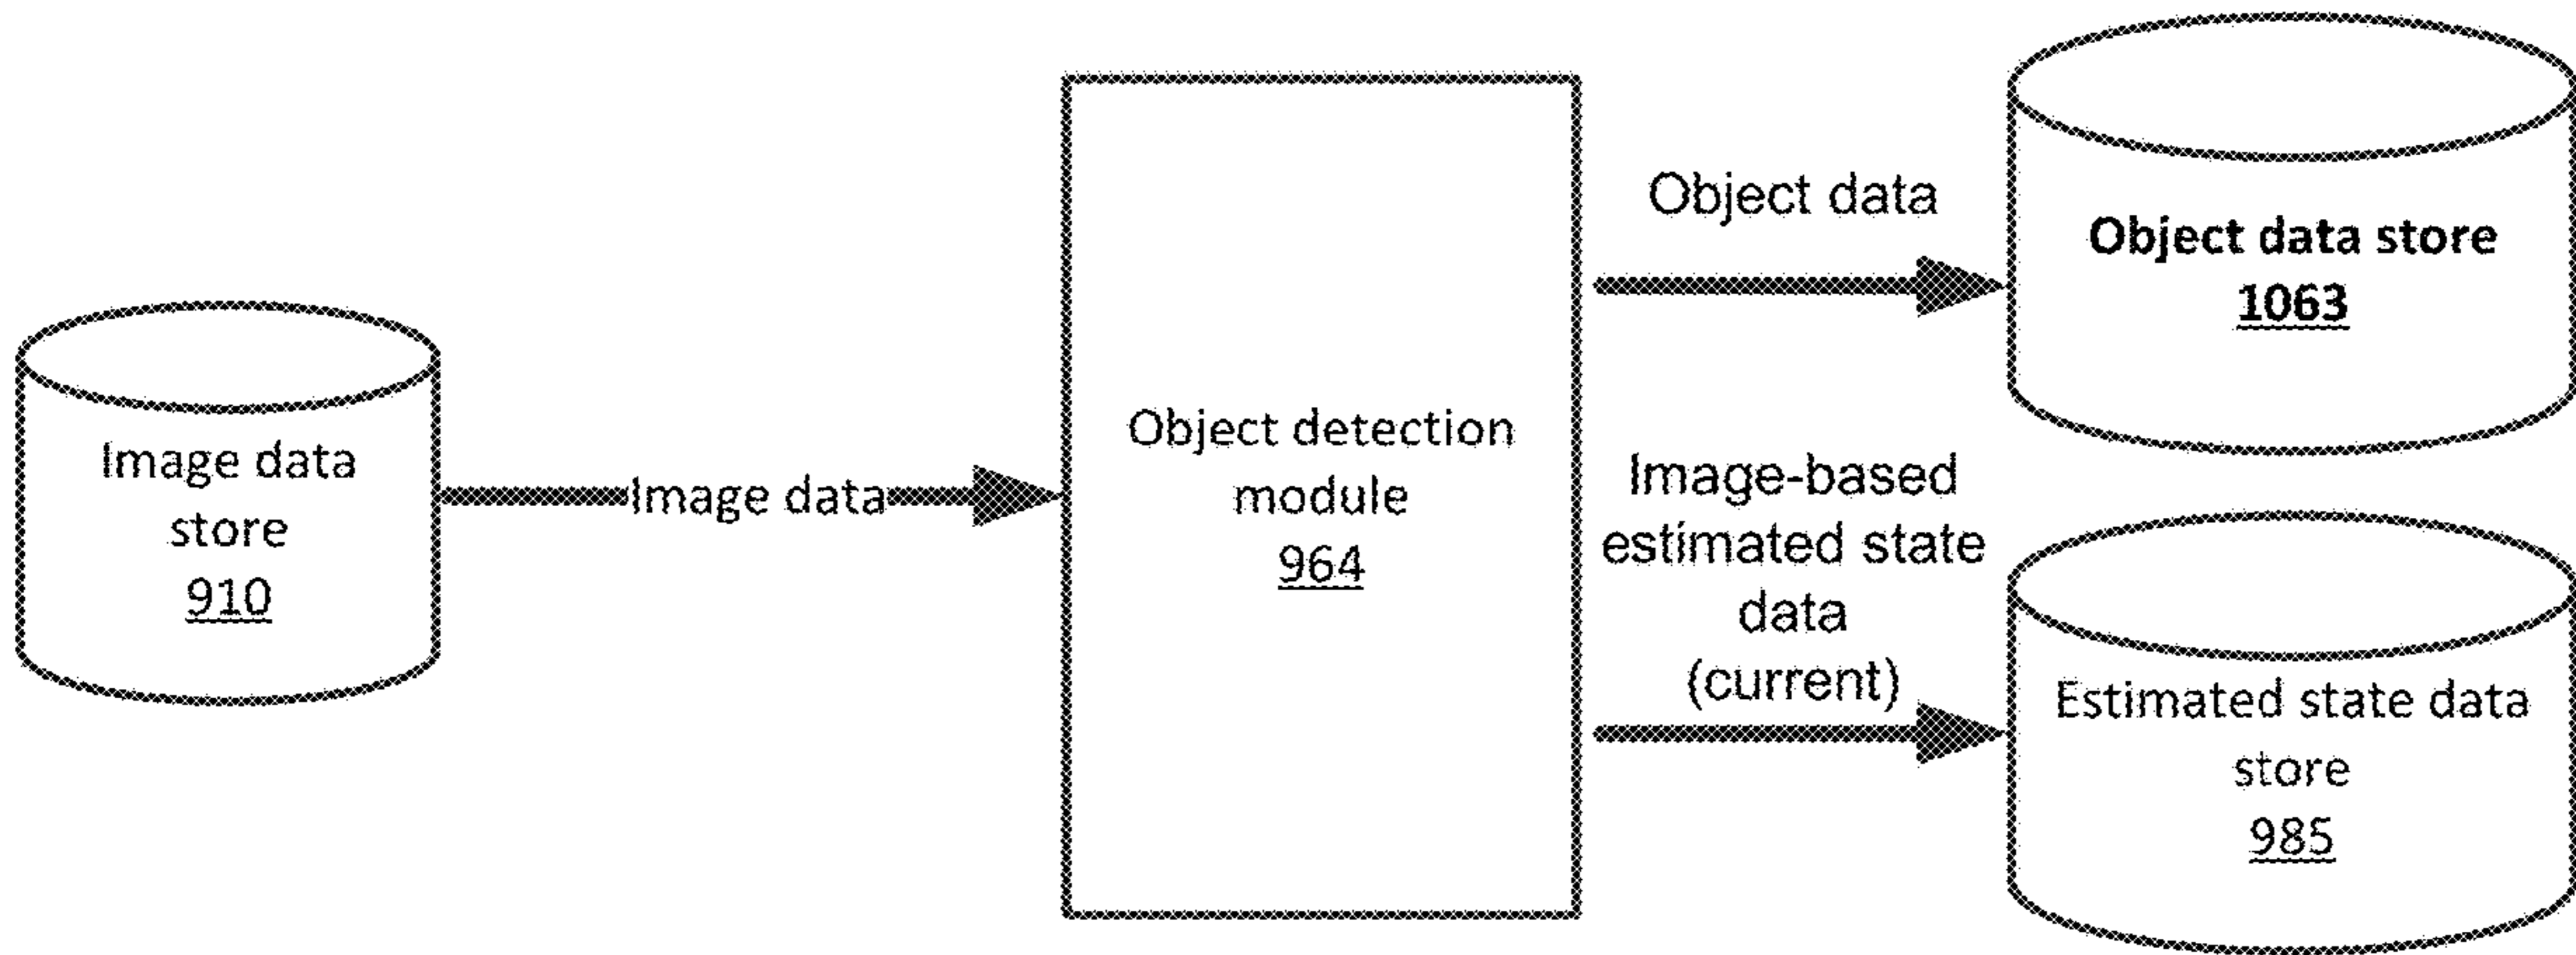 Image data
store
910
Image data
Object detection
module
964
Object data
Object data store
1063
Image-based
estimated state
data
(current)
Estimated state data
store
985